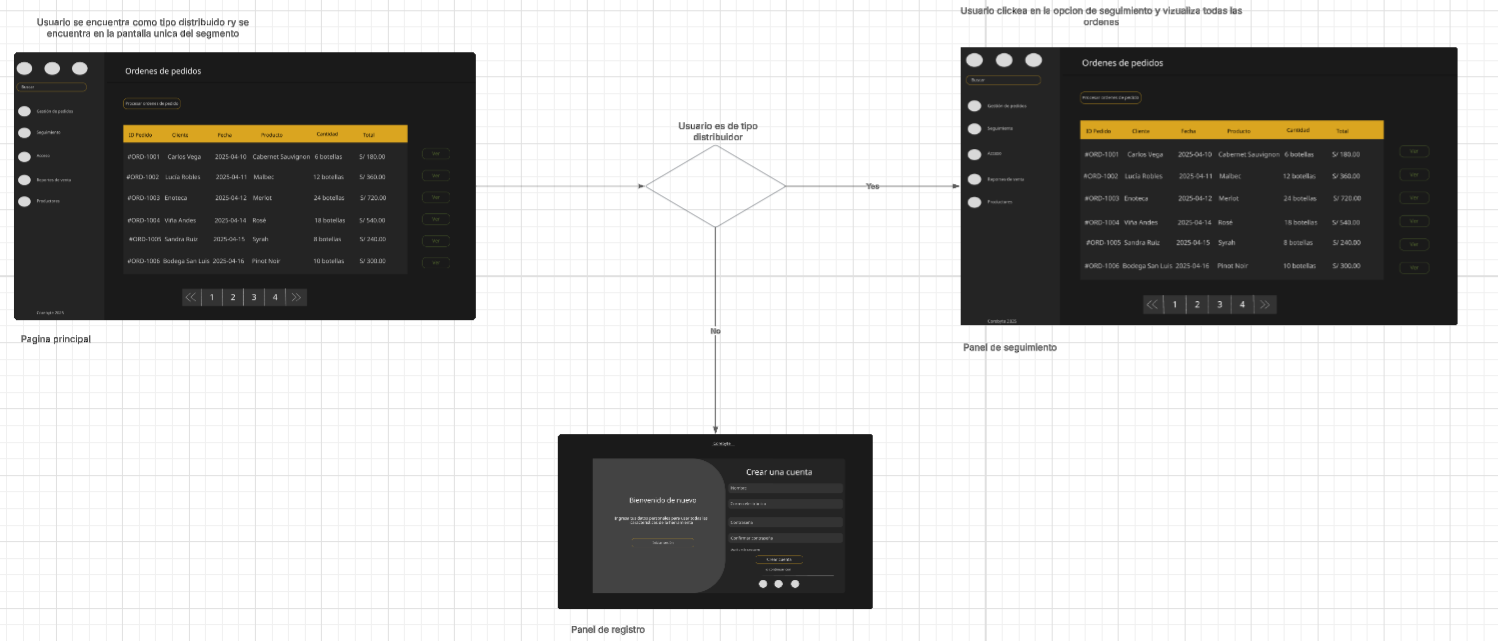 Usuario se encuentra como tipo distribuido ry se
encuentra en la pantalla unica del segmento
Ordenes de pedidos
Buscar
Procesar ordenes de pedido
Gestión de pedidos
Seguimiento
Acceso
Reportes de venta
Productores
ID Pedido Cliente Fecha Producto Cantidad Total
#ORD-1001 Carlos Vega 2025-04-10 Cabernet Sauvignon 6 botellas S/ 180.00 Ver
#ORD-1002 Lucía Robles 2025-04-11 Malbec 12 botellas S/ 360.00 Ver
#ORD-1003 Enoteca 2025-04-12 Merlot 24 botellas S/ 720.00 Ver
#ORD-1004 Viña Andes 2025-04-14 Rosé 18 botellas S/ 540.00 Ver
#ORD-1005 Sandra Ruiz 2025-04-15 Syrah 8 botellas S/ 240.00 Ver
#ORD-1006 Bodega San Luis 2025-04-16 Pinot Noir 10 botellas S/ 300.00 Ver
1 2 3 4
2025
Pagina principal
Usuario es de tipo
distribuidor
Yes
No
Usuario clickea en la opcion de seguimiento y vizualiza todas las
ordenes
Ordenes de pedidos
Buscar
Procesar ordenes de pedido
Gestión de pedidos
Seguimiento
Acceso
Reportes de venta
Productores
ID Pedido Cliente Fecha Producto Cantidad Total
#ORD-1001 Carlos Vega 2025-04-10 Cabernet Sauvignon 6 botellas S/ 180.00 Ver
#ORD-1002 Lucía Robles 2025-04-11 Malbec 12 botellas S/ 360.00 Ver
#ORD-1003 Enoteca 2025-04-12 Merlot 24 botellas S/ 720.00 Ver
#ORD-1004 Viña Andes 2025-04-14 Rosé 18 botellas S/ 540.00 Ver
#ORD-1005 Sandra Ruiz 2025-04-15 Syrah 8 botellas S/ 240.00 Ver
#ORD-1006 Bodega San Luis 2025-04-16 Pinot Noir 10 botellas S/ 300.00 Ver
1 2 3 4
2025
Panel de seguimiento
Crear una cuenta
Bienvenido de nuevo
Ingrese sus datos personales para usar todas las
Nombre
Contraseña
Confirmar contraseña
Crear cuenta
Panel de registro